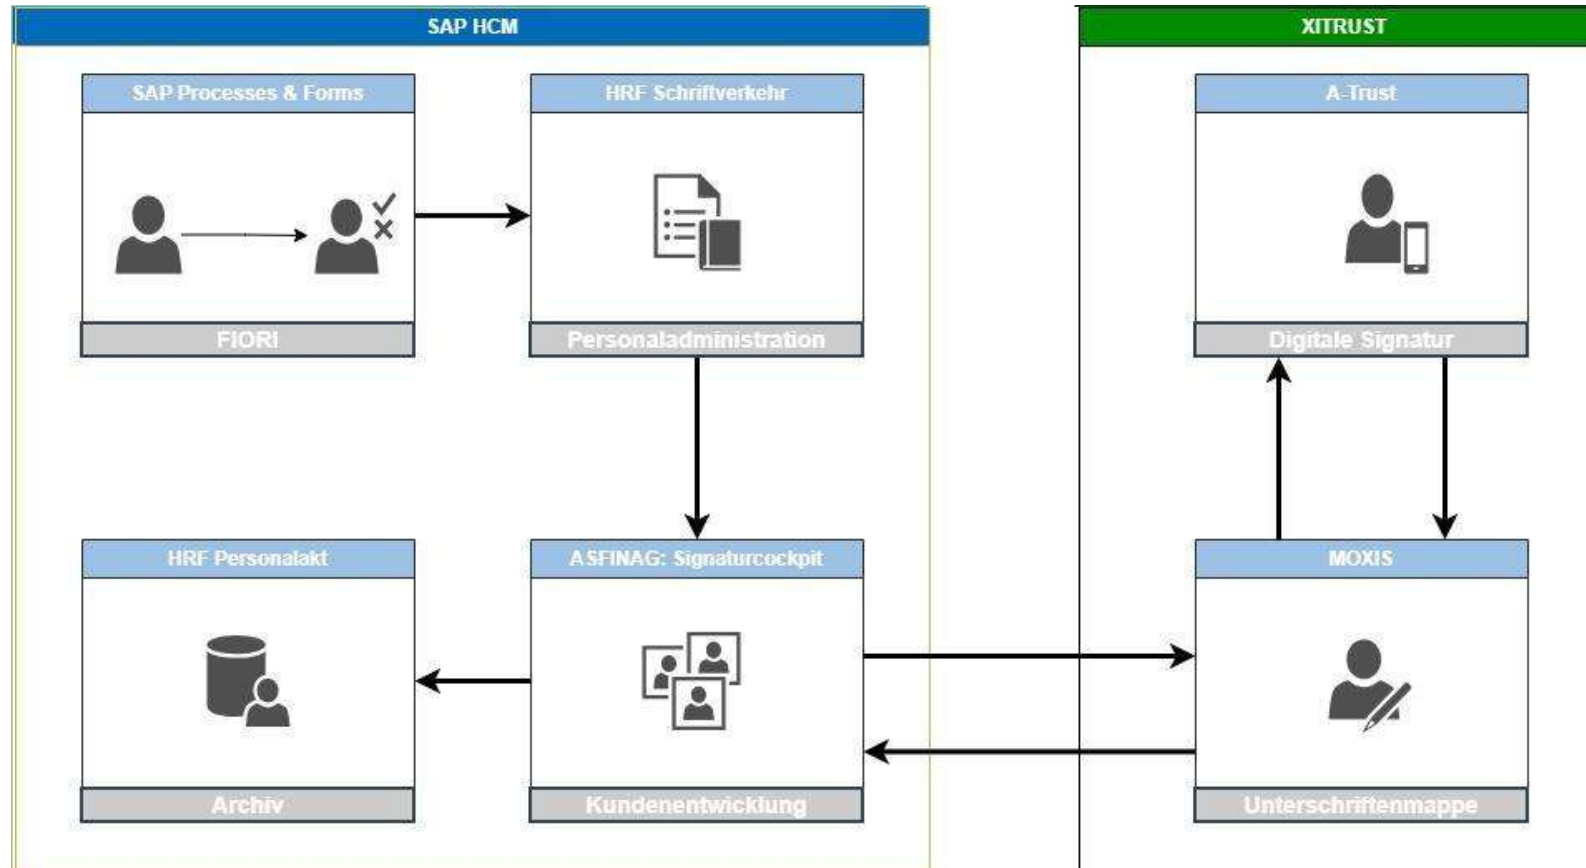 SAP HCM
XITRUST
SAP Processes & Forms
HRF Schriftverkehr
A-Trust
FIORI
Personaladministration
Digitale Signatur
HRF Personalakt
ASFINAG: Signaturcockpit
MOXIS
Archiv
Kundenentwicklung
Unterschriftenmappe